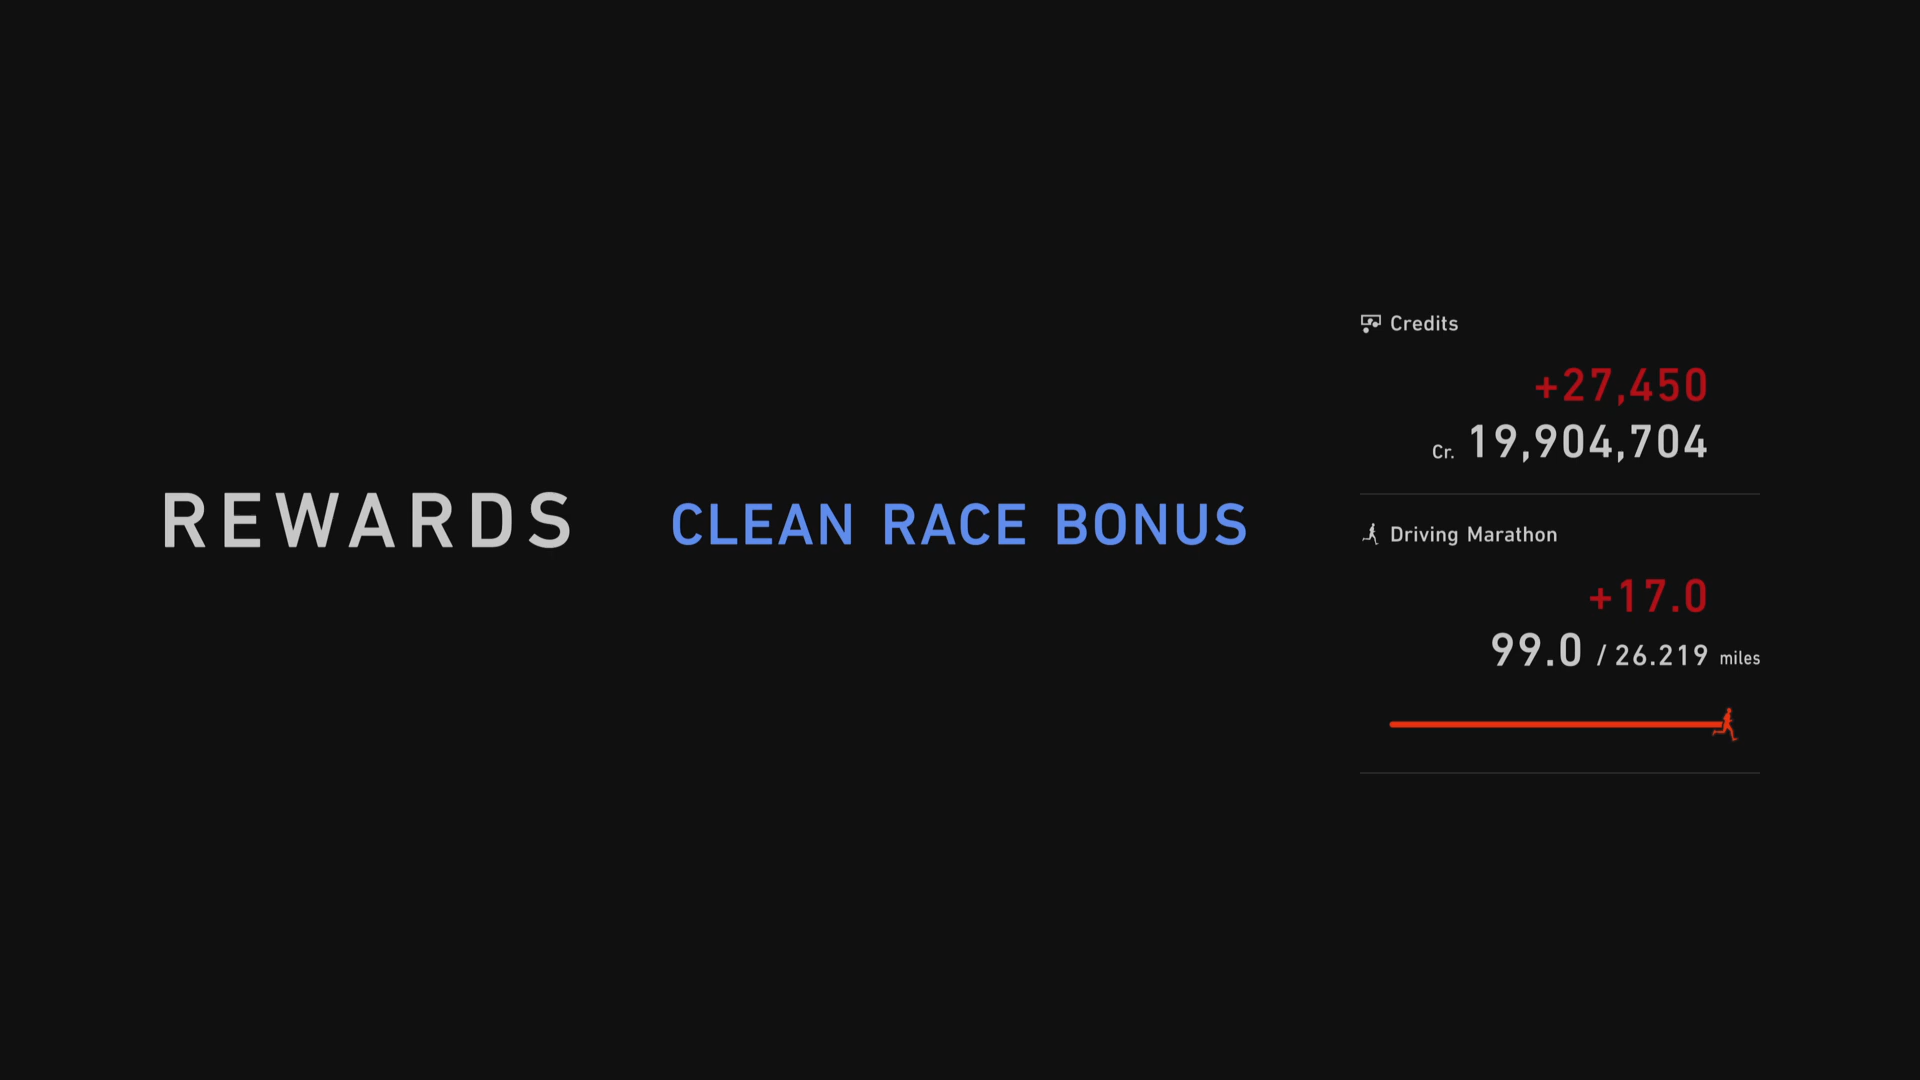 REWARDS
CLEAN RACE BONUS
Credits
+27,450
Cr. 19,904,704
Driving Marathon
+17.0
99.0 / 26.219 miles